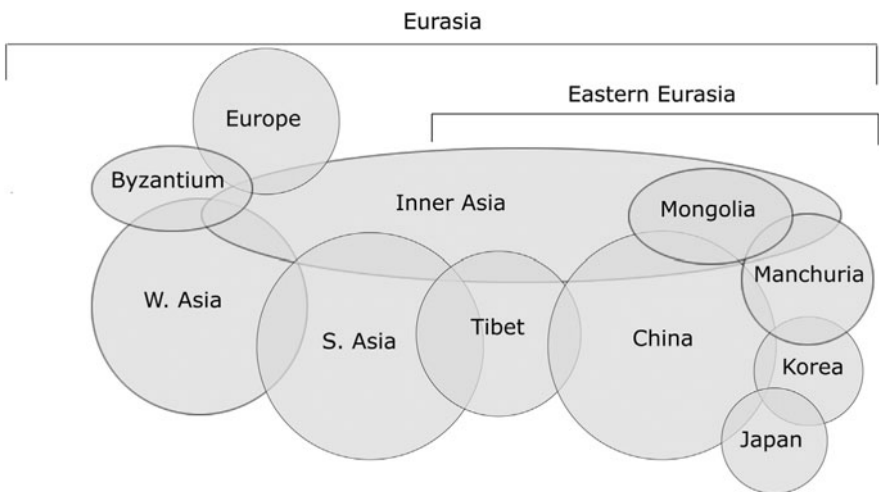 Eurasia
Eastern Eurasia
Europe
Byzantium
Inner Asia
Mongolia
Manchuria
W. Asia
S. Asia
Tibet
China
Korea
Japan